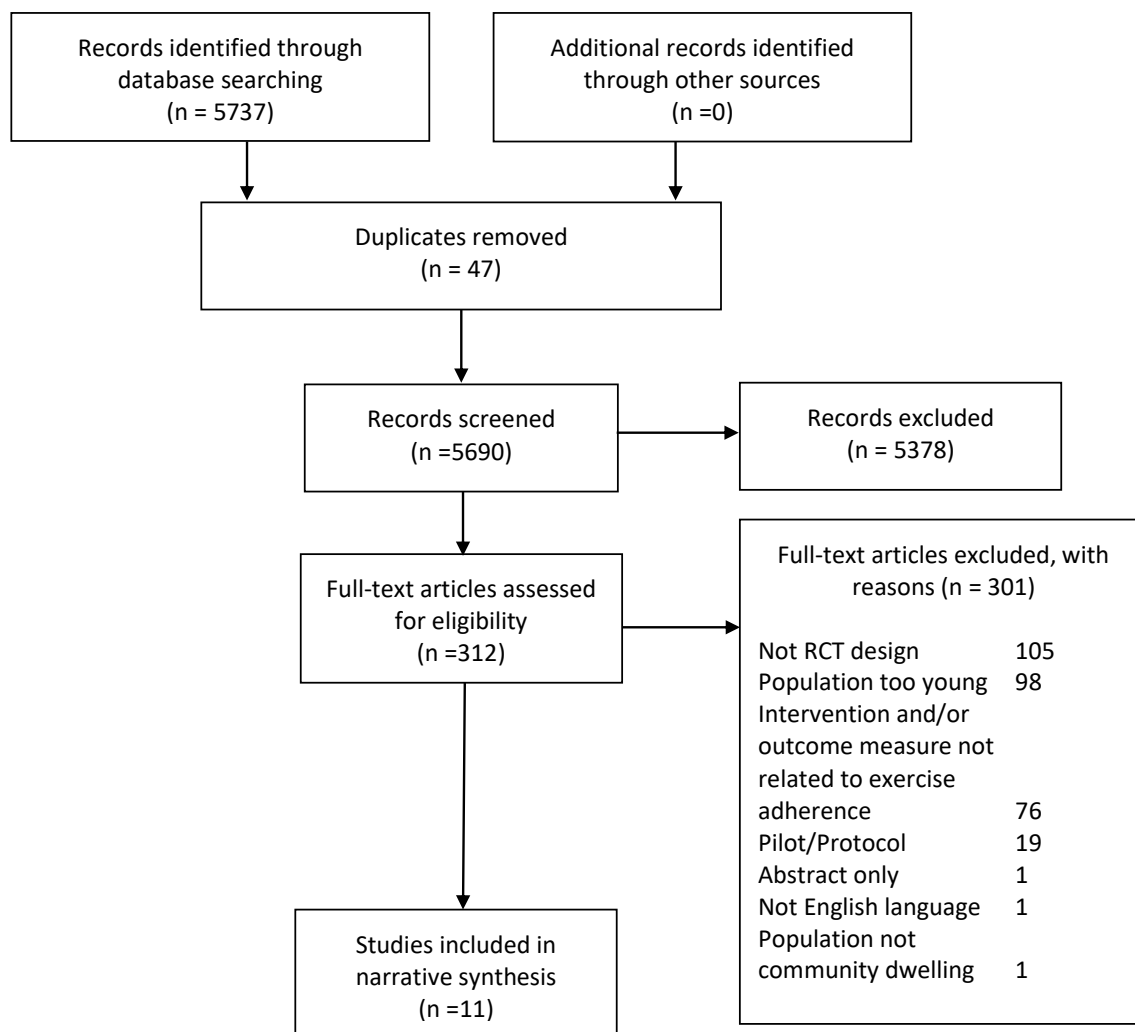 Records identified through
database searching
(n = 5737)
Additional records identified
through other sources
(n =0)
Duplicates removed
(n = 47)
Records screened
(n =5690)
Records excluded
(n = 5378)
Full-text articles assessed
for eligibility
(n =312)
Full-text articles excluded, with
reasons (n = 301)
Not RCT design 105
Population too young 98
Intervention and/or
outcome measure not
related to exercise
adherence 76
Pilot/Protocol 19
Abstract only 1
Not English language 1
Population not
community dwelling 1
Studies included in
narrative synthesis
(n =11)